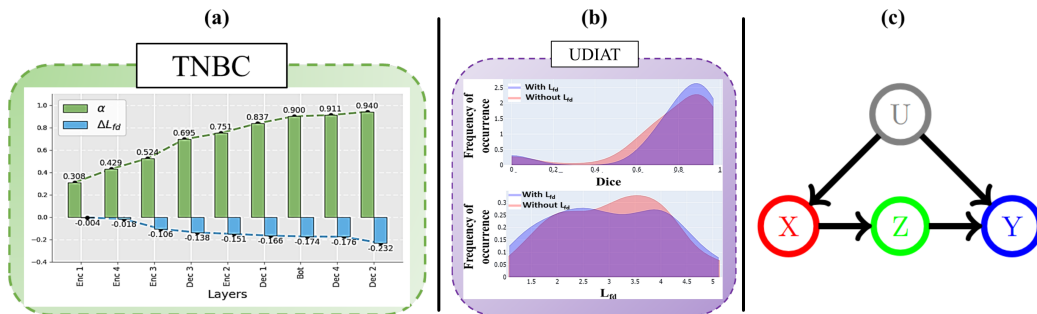 (a)
TNBC
1.0
0.8
0.6
0.4
0.2
0.0
−0.2
−0.4
α
ΔL_fd
0.308
0.429
0.524
0.695
0.751
0.837
0.900
0.911
0.940
-0.004
-0.018
-0.106
-0.138
-0.151
-0.166
-0.174
-0.176
-0.232
Enc 1
Enc 4
Enc 3
Dec 3
Enc 2
Dec 1
Bot
Dec 4
Dec 2
Layers
(b)
UDIAT
With L_fd
Without L_fd
Frequency of
occurrence
2.5
2
1.5
1
0.5
0
0
0.2
0.4
0.6
0.8
1
Dice
With L_fd
Without L_fd
Frequency of
occurrence
0.3
0.25
0.2
0.15
0.1
0.05
0
1.5
2
2.5
3
3.5
4
4.5
5
L_fd
(c)
U
X
Z
Y